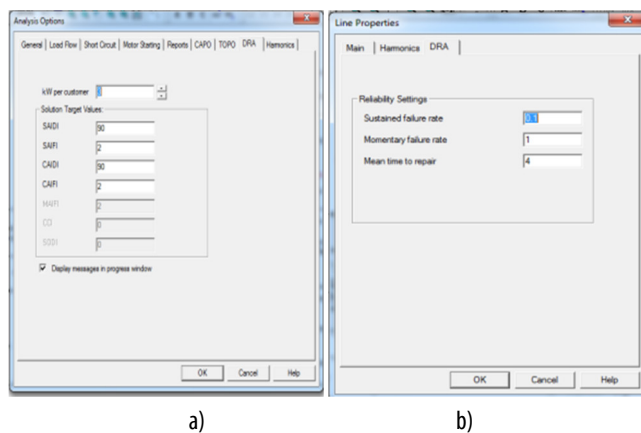 Analysis Options
General | Load Flow | Short Circuit | Motor Starting | Reports | CAPO | TOPO | DRA | Harmonics
kW per customer
Solution Target Values:
SAIDI 90
SAIFI 2
CAIDI 90
CAIFI 2
MAIFI 2
CCI 0
SODI 0
Display messages in progress window
OK Cancel Help
a)
Line Properties
Main | Harmonics | DRA
Reliability Settings
Sustained failure rate 0.1
Momentary failure rate 1
Mean time to repair 4
OK Cancel Help
b)